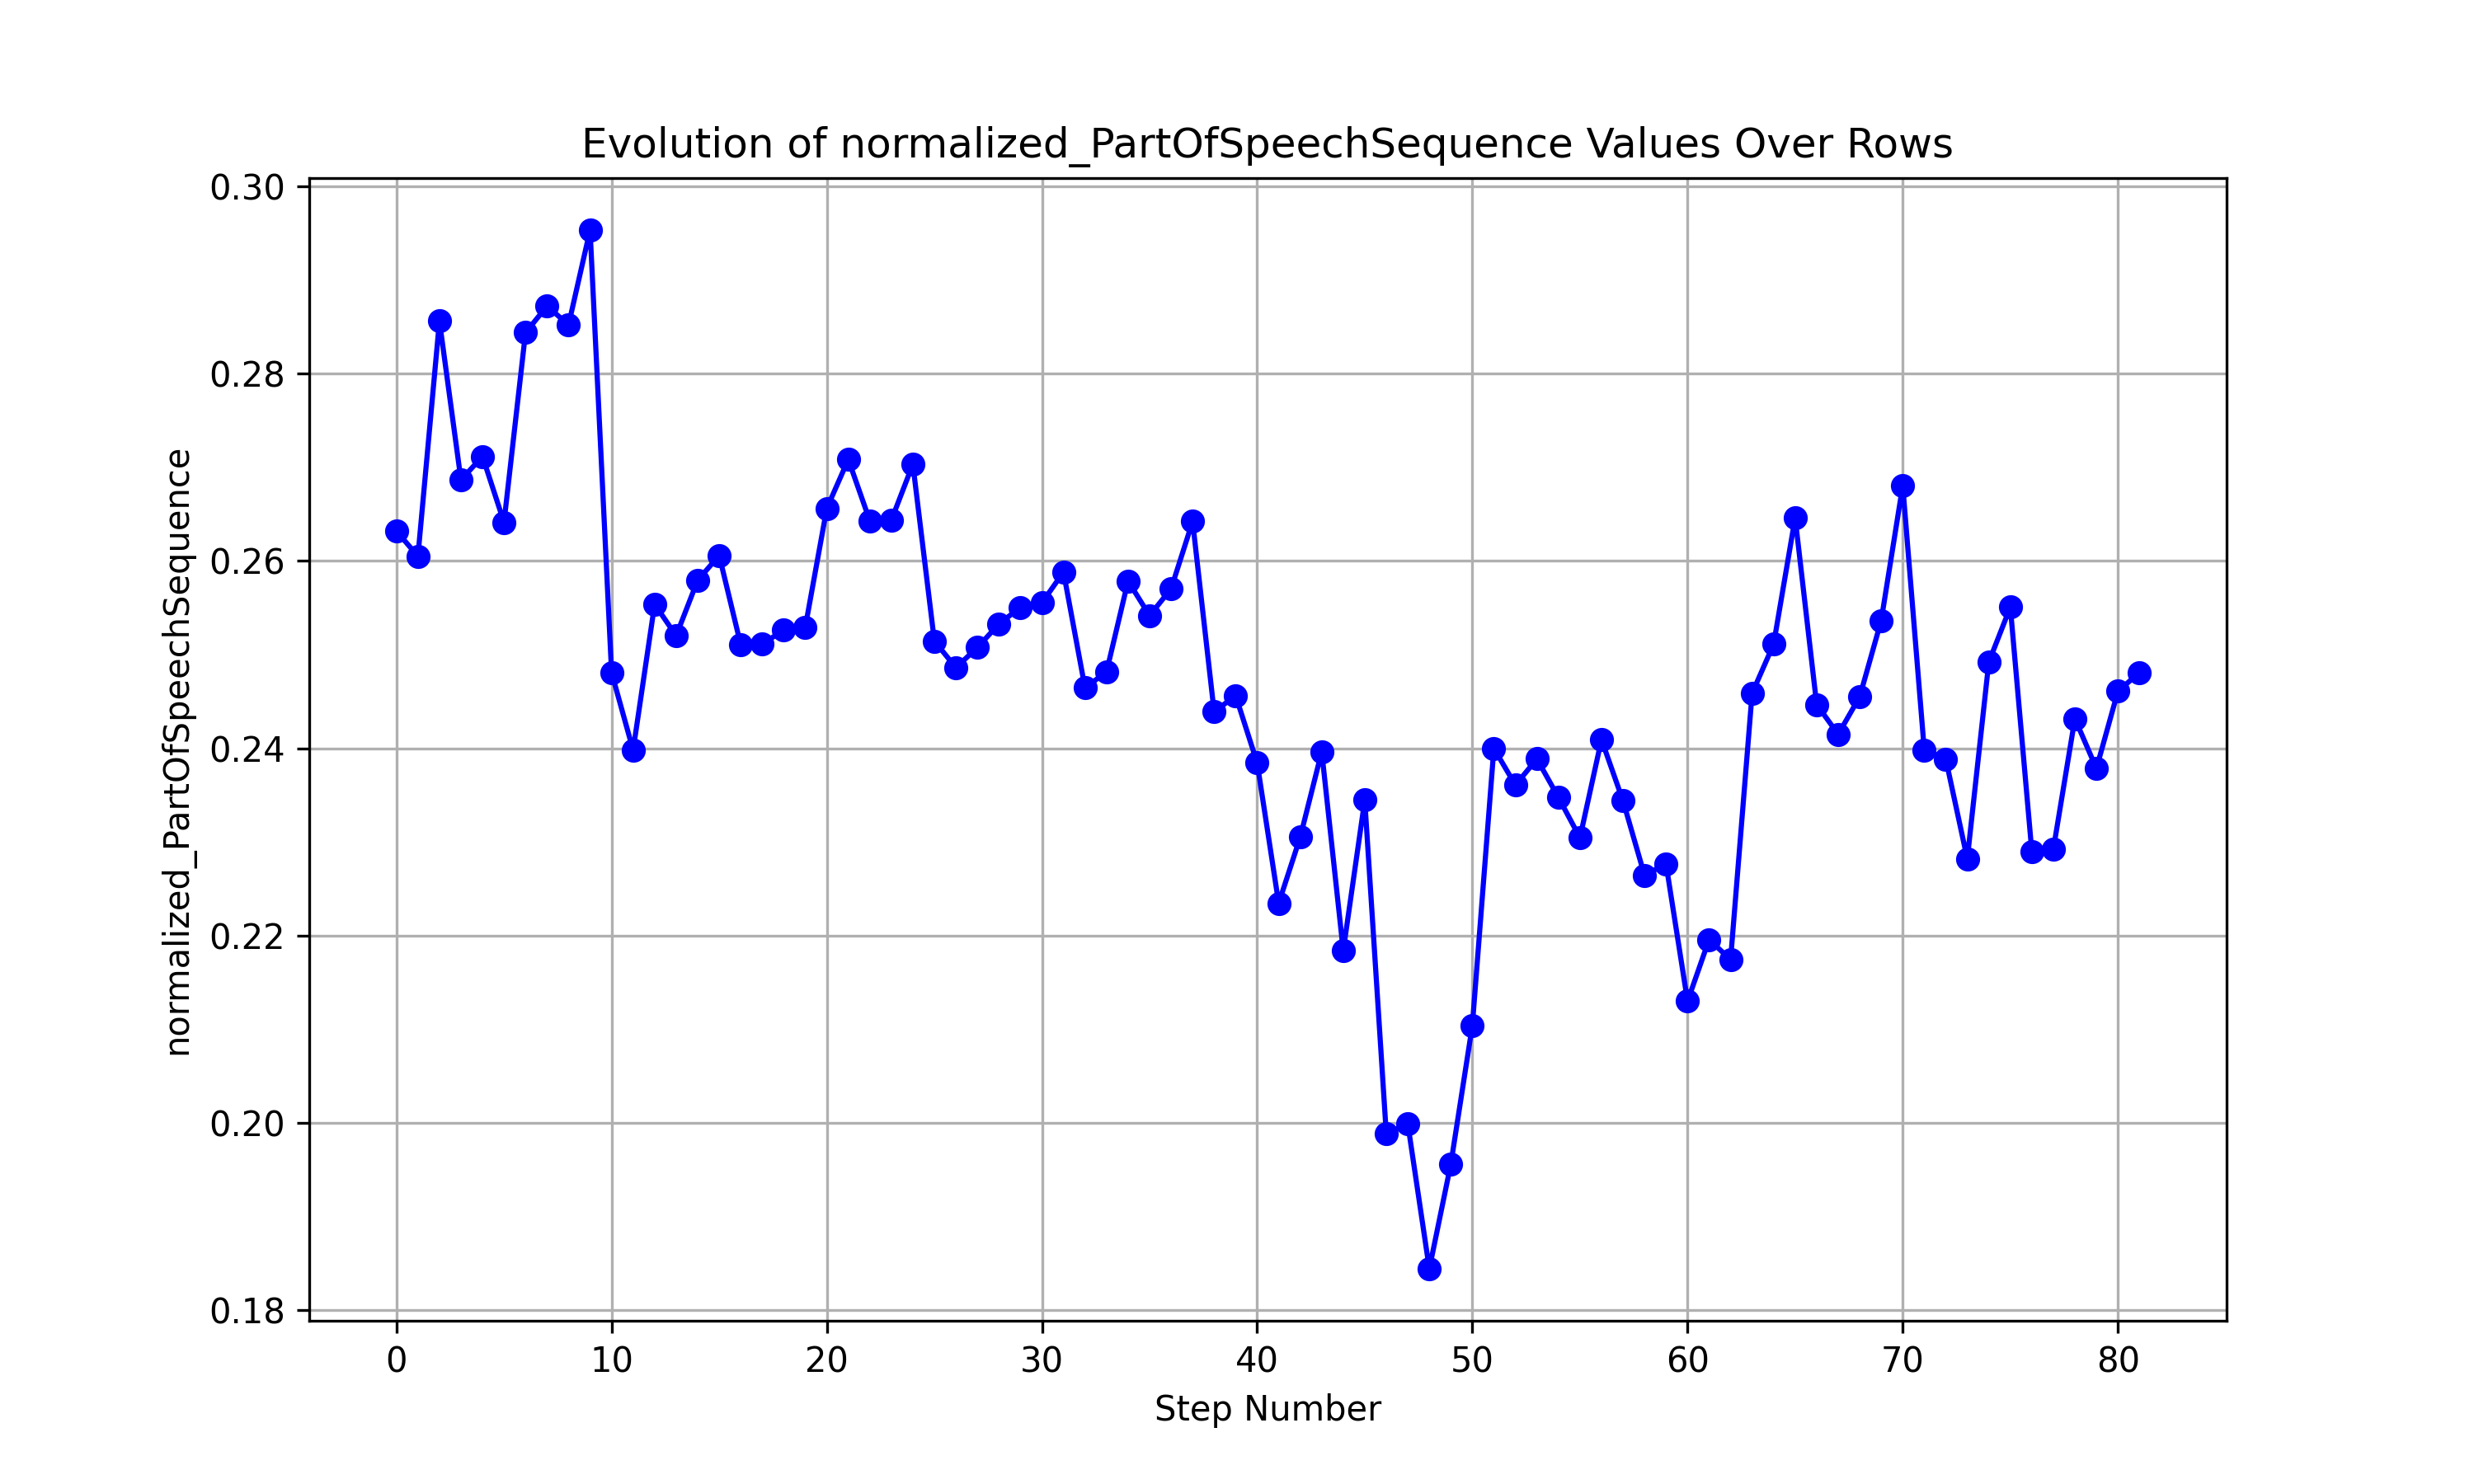 Evolution of normalized_PartOfSpeechSequence Values Over Rows
normalized_PartOfSpeechSequence
0.30
0.28
0.26
0.24
0.22
0.20
0.18
0 10 20 30 40 50 60 70 80
Step Number